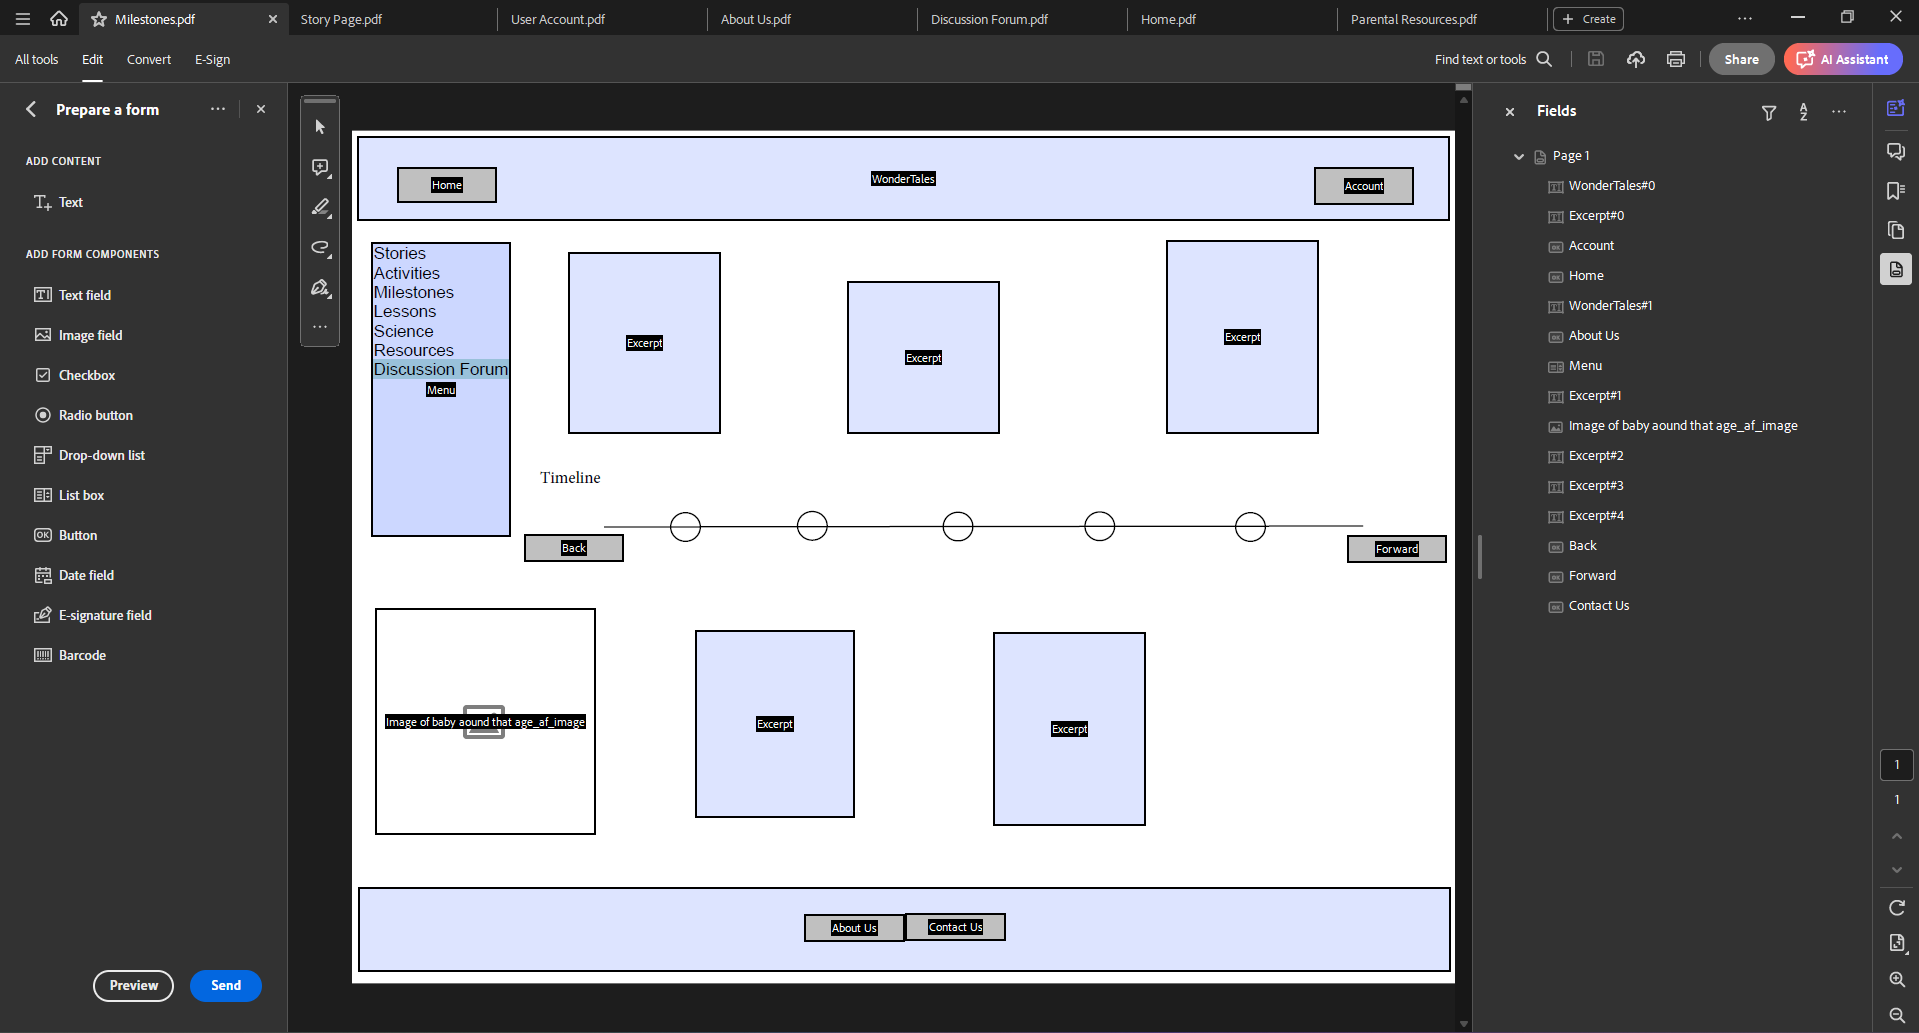 Milestones.pdf
Story Page.pdf
User Account.pdf
About Us.pdf
Discussion Forum.pdf
Home.pdf
Parental Resources.pdf
Create
All tools
Edit
Convert
E-Sign
Find text or tools
Share
AI Assistant
Prepare a form
ADD CONTENT
Text
ADD FORM COMPONENTS
Text field
Image field
Checkbox
Radio button
Drop-down list
List box
Button
Date field
E-signature field
Barcode
Preview
Send
Home
WonderTales
Account
Stories
Activities
Milestones
Lessons
Science
Resources
Discussion Forum
Menu
Excerpt
Excerpt
Excerpt
Timeline
Back
Forward
Image of baby aound that age_af_image
Excerpt
Excerpt
About Us
Contact Us
Fields
Page 1
WonderTales#0
Excerpt#0
Account
Home
WonderTales#1
About Us
Menu
Excerpt#1
Image of baby aound that age_af_image
Excerpt#2
Excerpt#3
Excerpt#4
Back
Forward
Contact Us
1
1